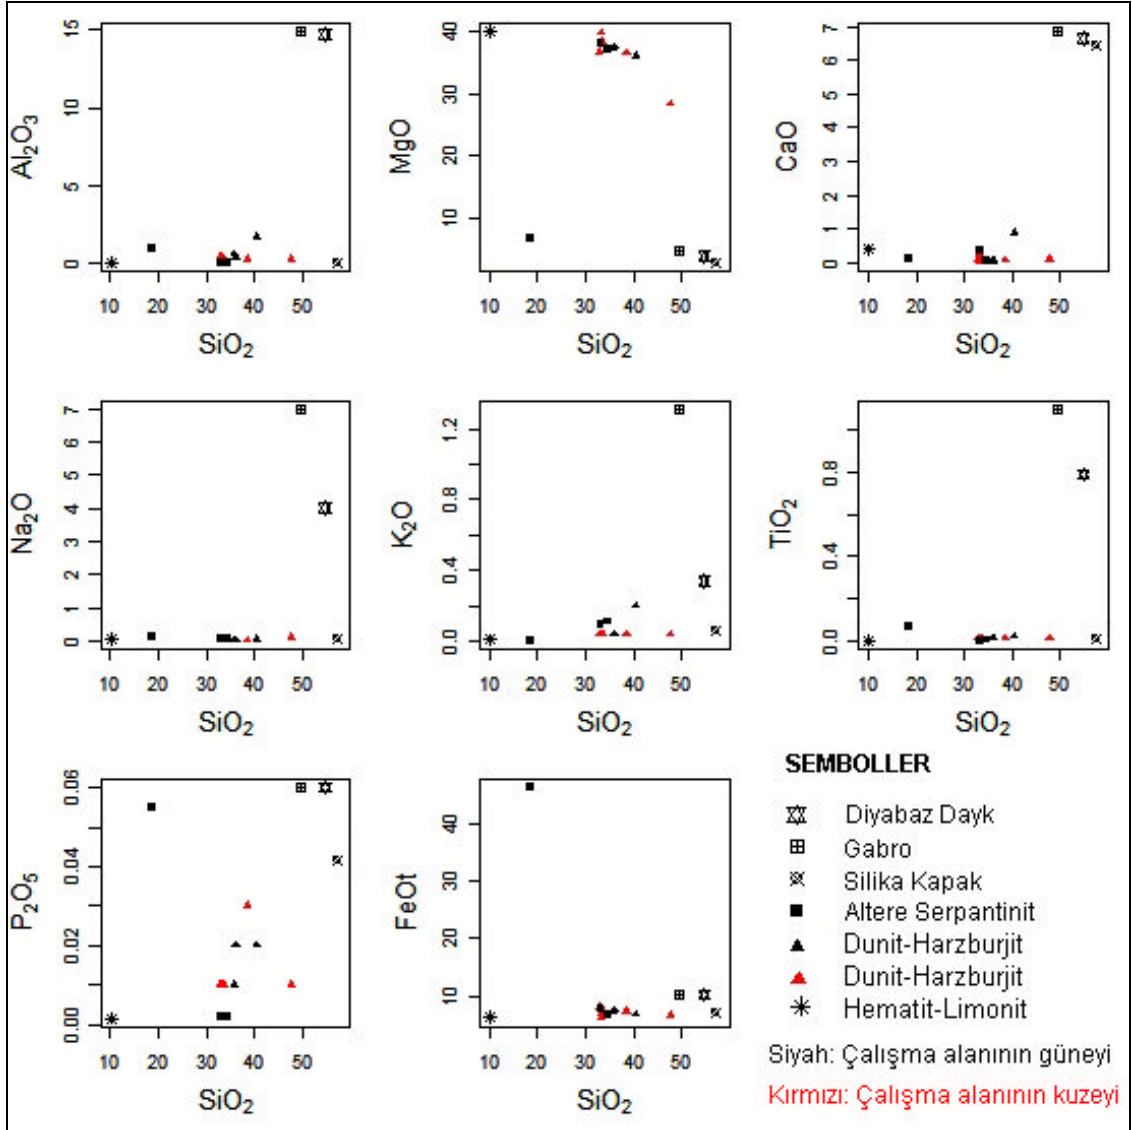 Al2O3
15
10
5
0
10 20 30 40 50
SiO2
MgO
40
30
20
10
10 20 30 40 50
SiO2
CaO
7
6
5
4
3
2
1
0
10 20 30 40 50
SiO2
Na2O
7
6
5
4
3
2
1
0
10 20 30 40 50
SiO2
K2O
1.2
0.8
0.4
0.0
10 20 30 40 50
SiO2
TiO2
0.8
0.4
0.0
10 20 30 40 50
SiO2
P2O5
0.06
0.04
0.02
0.00
10 20 30 40 50
SiO2
FeOt
40
30
20
10
10 20 30 40 50
SiO2
SEMBOLLER
Diyabaz Dayk
Gabro
Silika Kapak
Altere Serpantinit
Dunit-Harzburjit
Dunit-Harzburjit
Hematit-Limonit
Siyah: Çalışma alanının güneyi
Kırmızı: Çalışma alanının kuzeyi